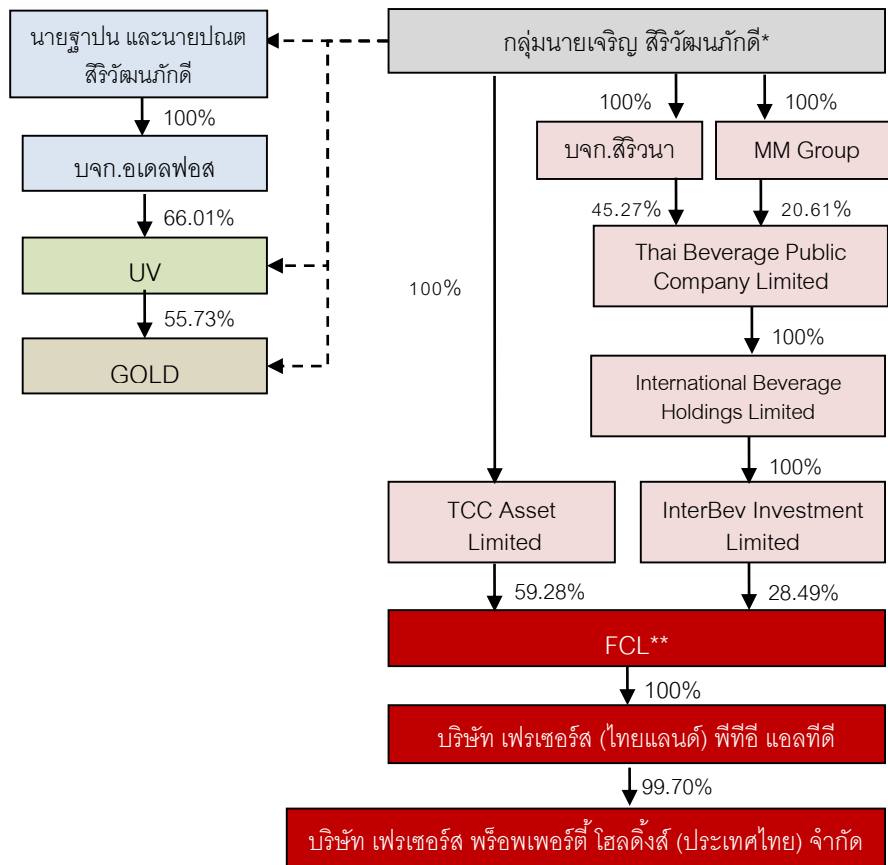 นายฐาปน และนายปณต
สิริวัฒนภักดี
กลุ่มนายเจริญ สิริวัฒนภักดี*
100%
100%
100%
บจก.อเดลฟอส
บจก.สิริวนา
MM Group
66.01%
45.27%
20.61%
UV
Thai Beverage Public
Company Limited
100%
55.73%
100%
GOLD
International Beverage
Holdings Limited
100%
TCC Asset
Limited
InterBev Investment
Limited
59.28%
28.49%
FCL**
100%
บริษัท เฟรเซอร์ส (ไทยแลนด์) พีทีอี แอลทีดี
99.70%
บริษัท เฟรเซอร์ส พร็อพเพอร์ตี้ โฮลดิ้งส์ (ประเทศไทย) จำกัด